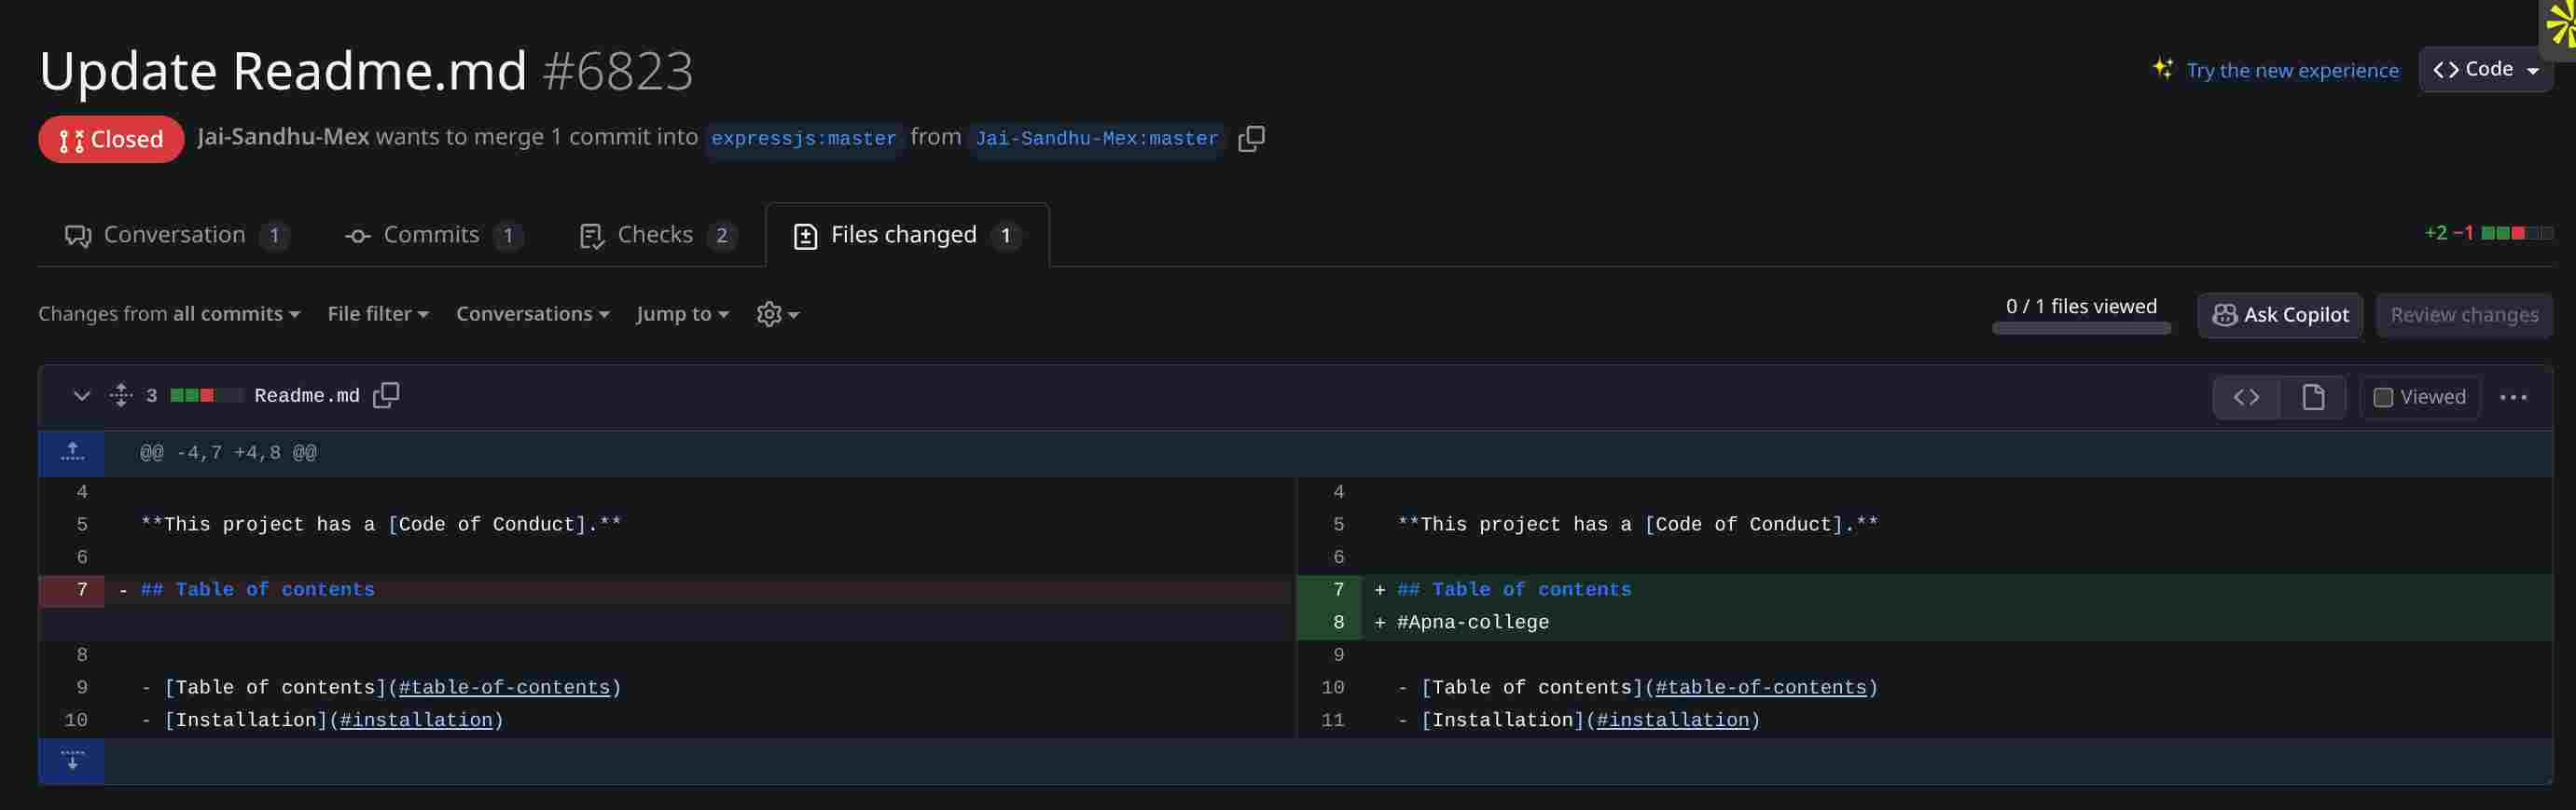 Update Readme.md #6823
Try the new experience
Code
Closed
Jai-Sandhu-Mex wants to merge 1 commit into expressjs:master from Jai-Sandhu-Mex:master
Conversation 1
Commits 1
Checks 2
Files changed 1
+2 −1
Changes from all commits
File filter
Conversations
Jump to
0 / 1 files viewed
Ask Copilot
Review changes
3 Readme.md
Viewed
@@ -4,7 +4,8 @@
4
4
5 **This project has a [Code of Conduct].**
5 **This project has a [Code of Conduct].**
6
6
7 - ## Table of contents
7 + ## Table of contents
8 + #Apna-college
8
9
9 - [Table of contents](#table-of-contents)
10 - [Table of contents](#table-of-contents)
10 - [Installation](#installation)
11 - [Installation](#installation)